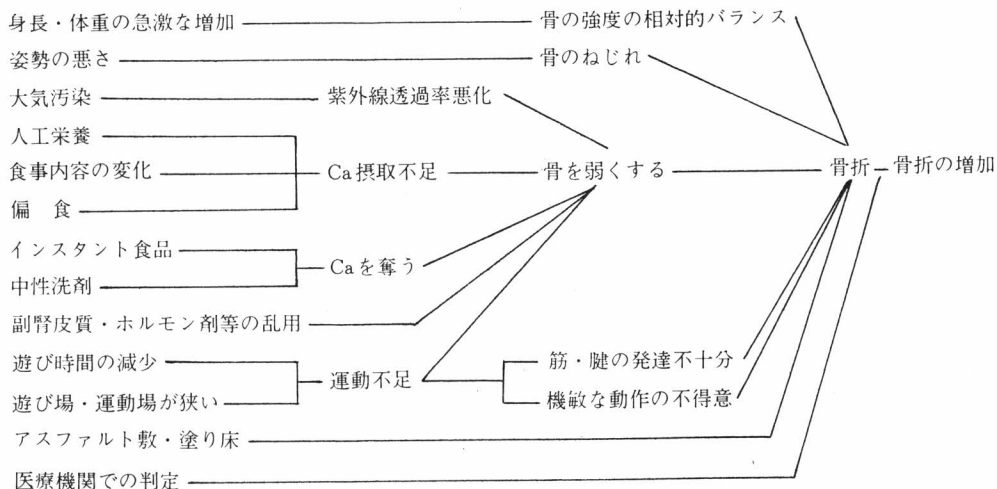 身長・体重の急激な増加 骨の強度の相対的バランス
姿勢の悪さ 骨のねじれ
大気汚染 紫外線透過率悪化
人工栄養
食事内容の変化 Ca摂取不足 骨を弱くする 骨折 骨折の増加
偏 食
インスタント食品
Caを奪う
中性洗剤
副腎皮質・ホルモン剤等の乱用
遊び時間の減少 筋・腱の発達不十分
運動不足
遊び場・運動場が狭い 機敏な動作の不得意
アスファルト敷・塗り床
医療機関での判定